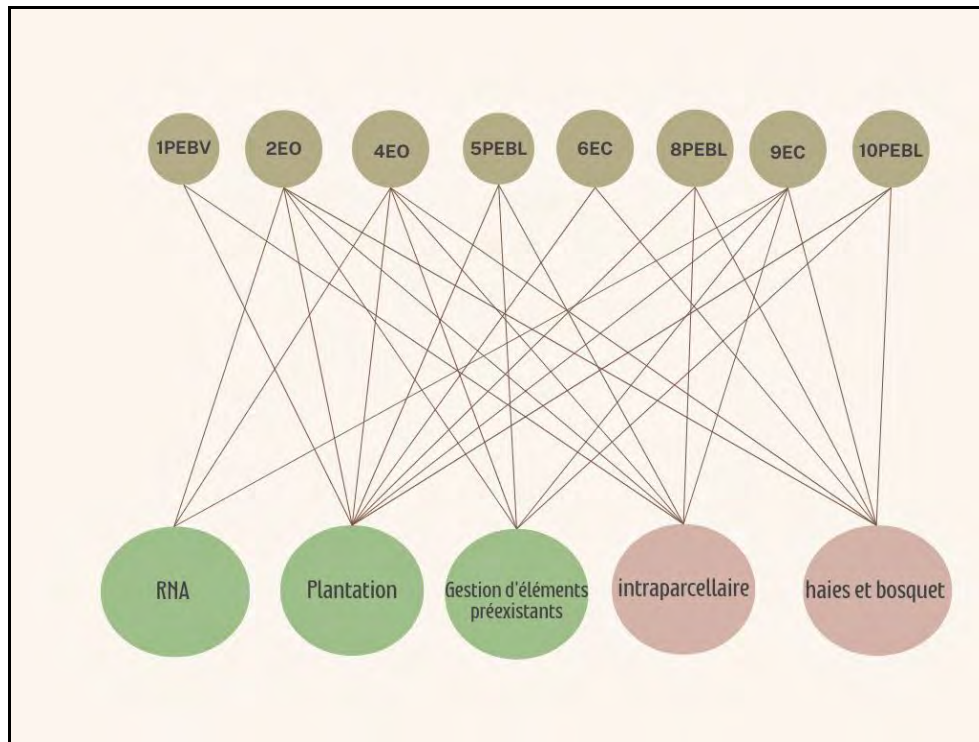 1PEBV
2EO
4EO
5PEBL
6EC
8PEBL
9EC
10PEBL
RNA
Plantation
Gestion d'éléments
préexistants
intraparcellaire
haies et bosquet